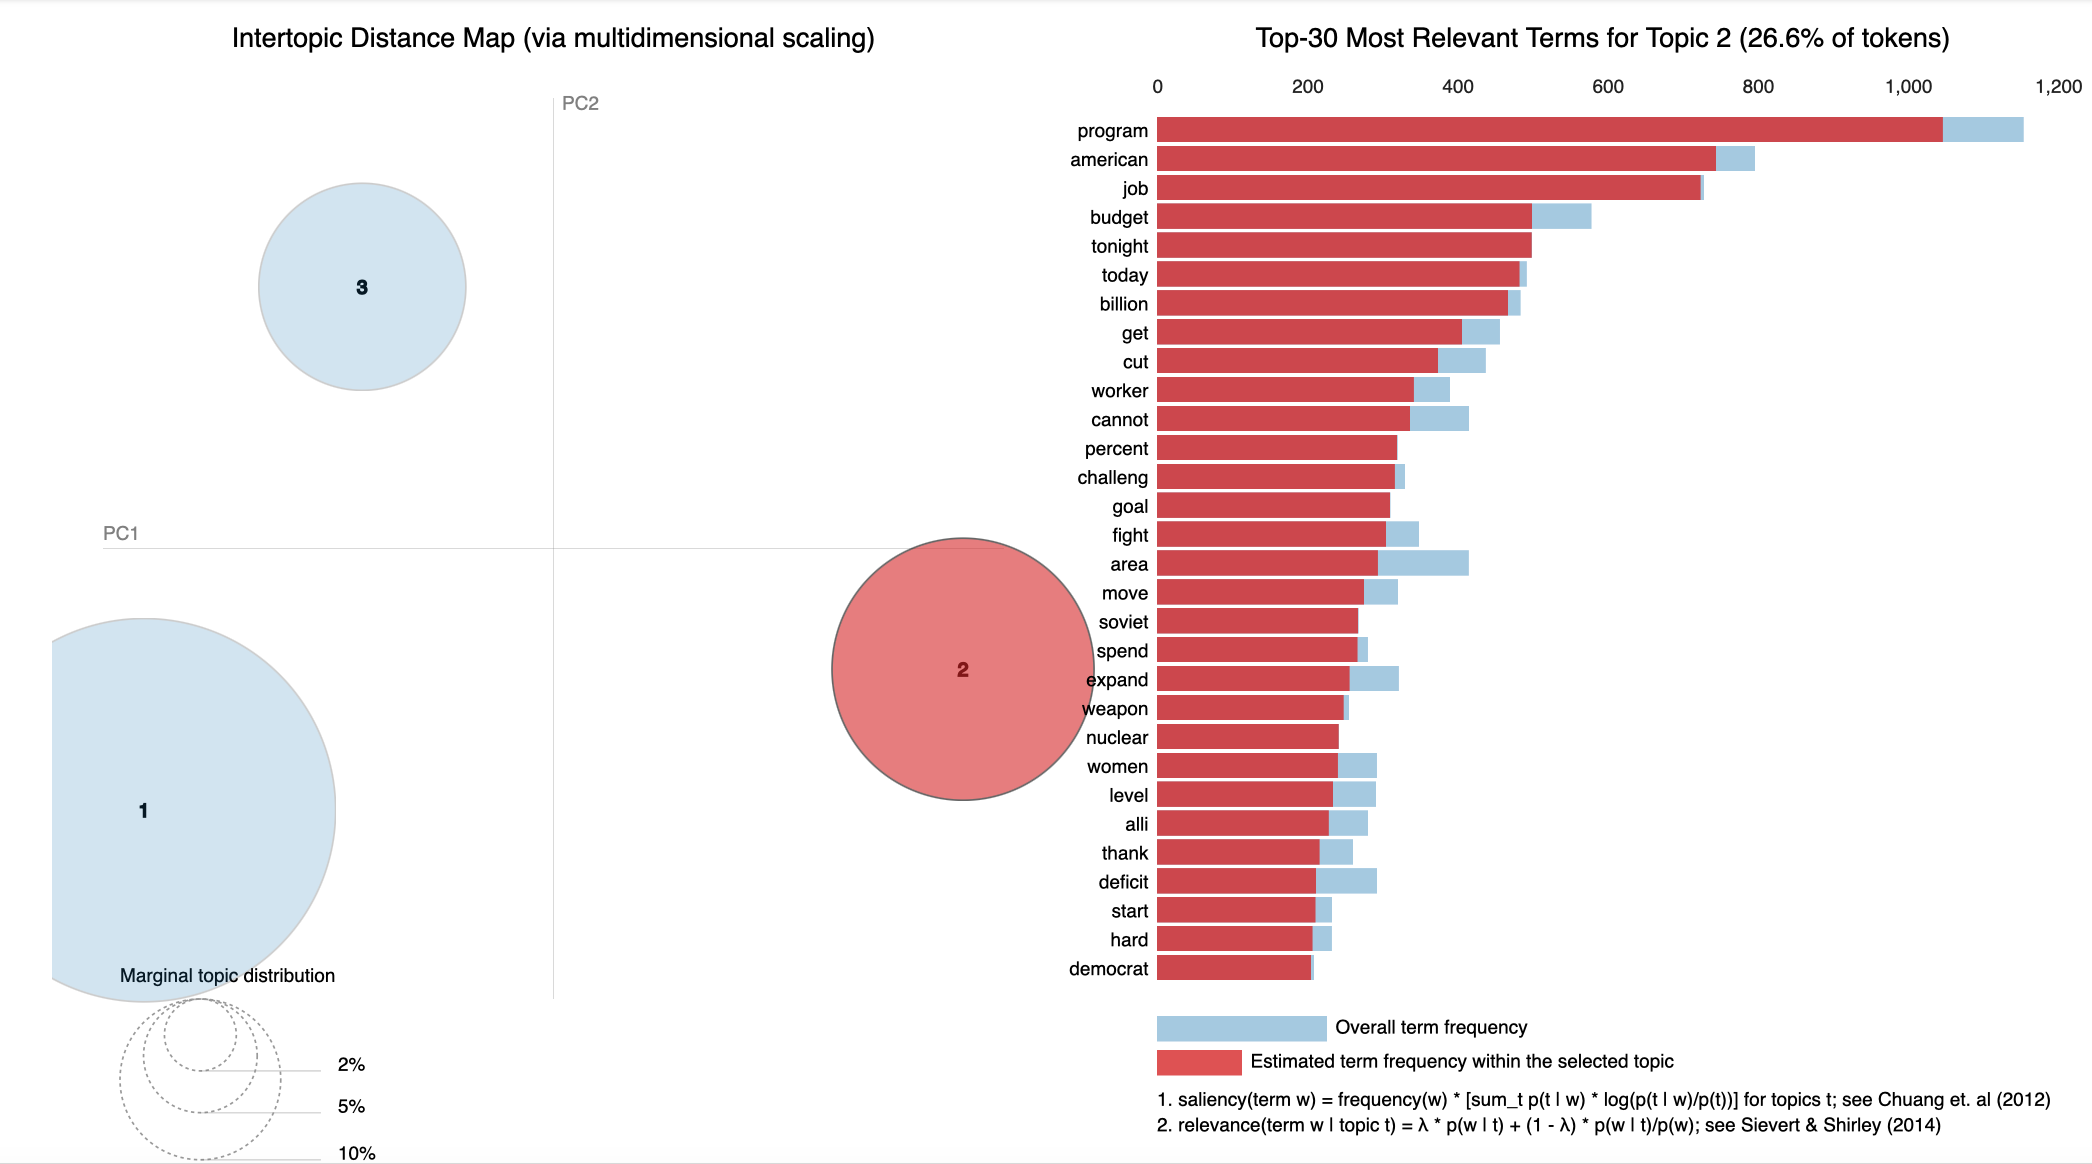 Intertopic Distance Map (via multidimensional scaling)
PC2
PC1
3
2
1
Marginal topic distribution
2%
5%
10%
Top-30 Most Relevant Terms for Topic 2 (26.6% of tokens)
0 200 400 600 800 1,000 1,200
program
american
job
budget
tonight
today
billion
get
cut
worker
cannot
percent
challeng
goal
fight
area
move
soviet
spend
expand
weapon
nuclear
women
level
alli
thank
deficit
start
hard
democrat
Overall term frequency
Estimated term frequency within the selected topic
1. saliency(term w) = frequency(w) * [sum_t p(t | w) * log(p(t | w)/p(t))] for topics t; see Chuang et. al (2012)
2. relevance(term w | topic t) = λ * p(w | t) + (1 - λ) * p(w | t)/p(w); see Sievert & Shirley (2014)